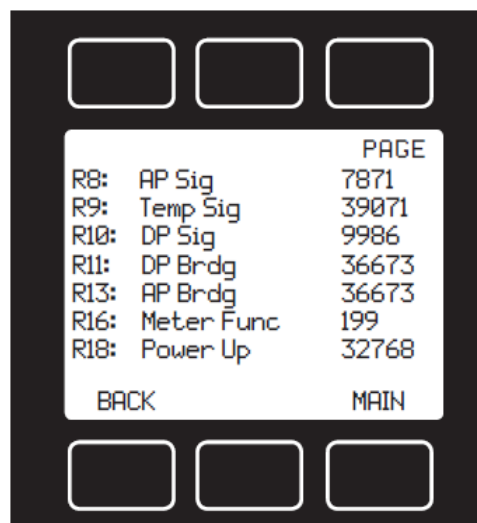 PAGE
R8: AP Sig 7871
R9: Temp Sig 39071
R10: DP Sig 9986
R11: DP Brdg 36673
R13: AP Brdg 36673
R16: Meter Func 199
R18: Power Up 32768
BACK MAIN